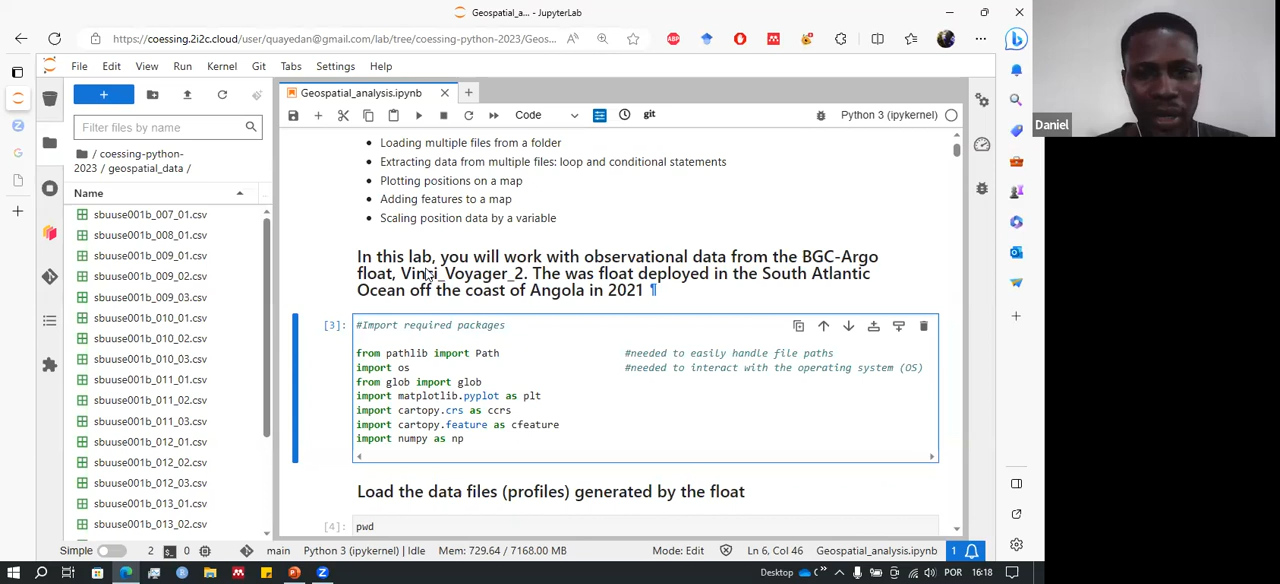 Geospatial_a... - JupyterLab
https://coessing.2i2c.cloud/user/quayedan@gmail.com/lab/tree/coessing-python-2023/Geos...
File Edit View Run Kernel Git Tabs Settings Help
Filter files by name
/ coessing-python-
2023 / geospatial_data /
Name
sbuuse001b_007_01.csv
sbuuse001b_008_01.csv
sbuuse001b_009_01.csv
sbuuse001b_009_02.csv
sbuuse001b_009_03.csv
sbuuse001b_010_01.csv
sbuuse001b_010_02.csv
sbuuse001b_010_03.csv
sbuuse001b_011_01.csv
sbuuse001b_011_02.csv
sbuuse001b_011_03.csv
sbuuse001b_012_01.csv
sbuuse001b_012_02.csv
sbuuse001b_012_03.csv
sbuuse001b_013_01.csv
sbuuse001b_013_02.csv
Geospatial_analysis.ipynb
Code git Python 3 (ipykernel)
• Loading multiple files from a folder
• Extracting data from multiple files: loop and conditional statements
• Plotting positions on a map
• Adding features to a map
• Scaling position data by a variable
In this lab, you will work with observational data from the BGC-Argo
float, Vinci_Voyager_2. The was float deployed in the South Atlantic
Ocean off the coast of Angola in 2021 ¶
[3]: #Import required packages
from pathlib import Path #needed to easily handle file paths
import os #needed to interact with the operating system (OS)
from glob import glob
import matplotlib.pyplot as plt
import cartopy.crs as ccrs
import cartopy.feature as cfeature
import numpy as np
Load the data files (profiles) generated by the float
[4]: pwd
Simple 2 0 main Python 3 (ipykernel) | Idle Mem: 729.64 / 7168.00 MB Mode: Edit Ln 6, Col 46 Geospatial_analysis.ipynb 1
Desktop POR 16:18
Daniel
ABP